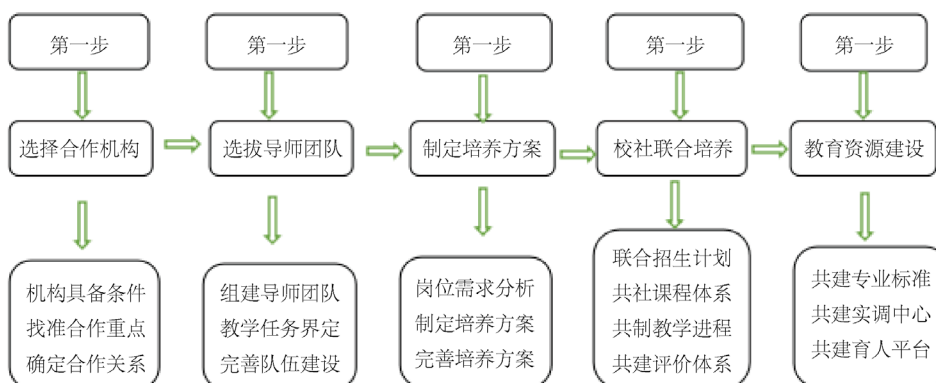 第一步
第一步
第一步
第一步
第一步
选择合作机构
选拔导师团队
制定培养方案
校社联合培养
教育资源建设
机构具备条件
找准合作重点
确定合作关系
组建导师团队
教学任务界定
完善队伍建设
岗位需求分析
制定培养方案
完善培养方案
联合招生计划
共社课程体系
共制教学进程
共建评价体系
共建专业标准
共建实调中心
共建育人平台